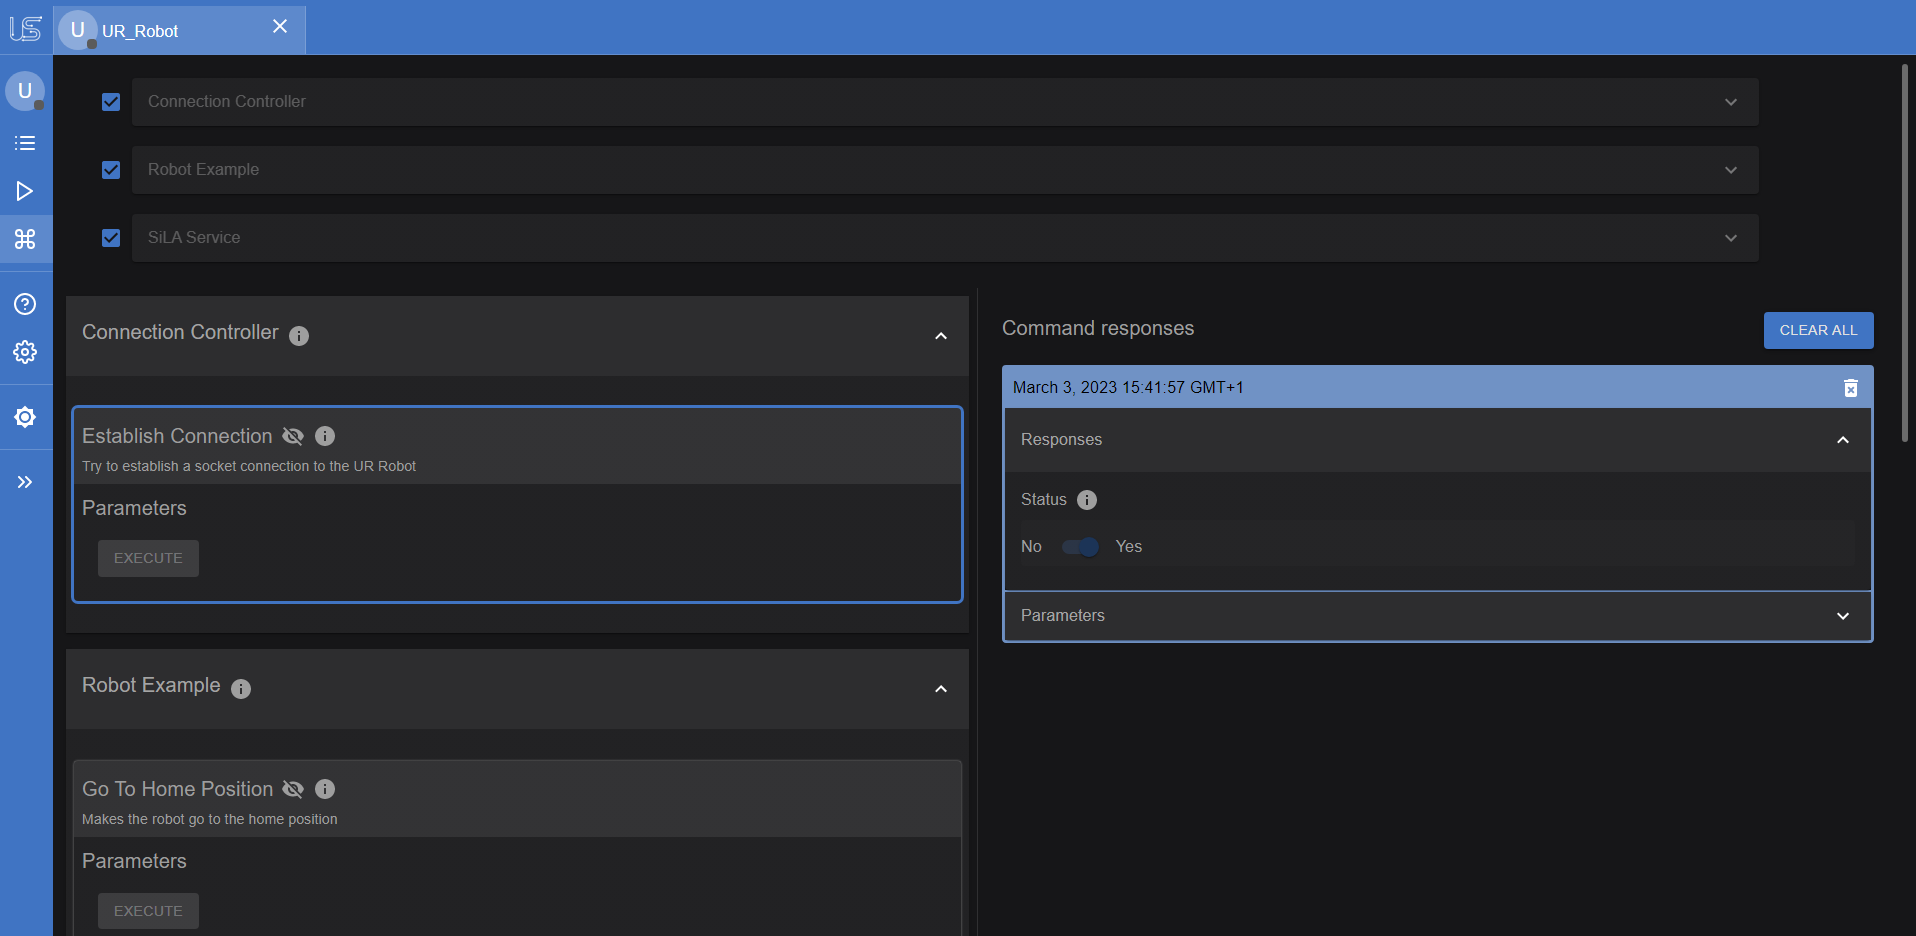 US
U UR_Robot
U
Connection Controller
Robot Example
SiLA Service
Connection Controller
Establish Connection
Try to establish a socket connection to the UR Robot
Parameters
EXECUTE
Robot Example
Go To Home Position
Makes the robot go to the home position
Parameters
EXECUTE
Command responses
CLEAR ALL
March 3, 2023 15:41:57 GMT+1
Responses
Status
No Yes
Parameters